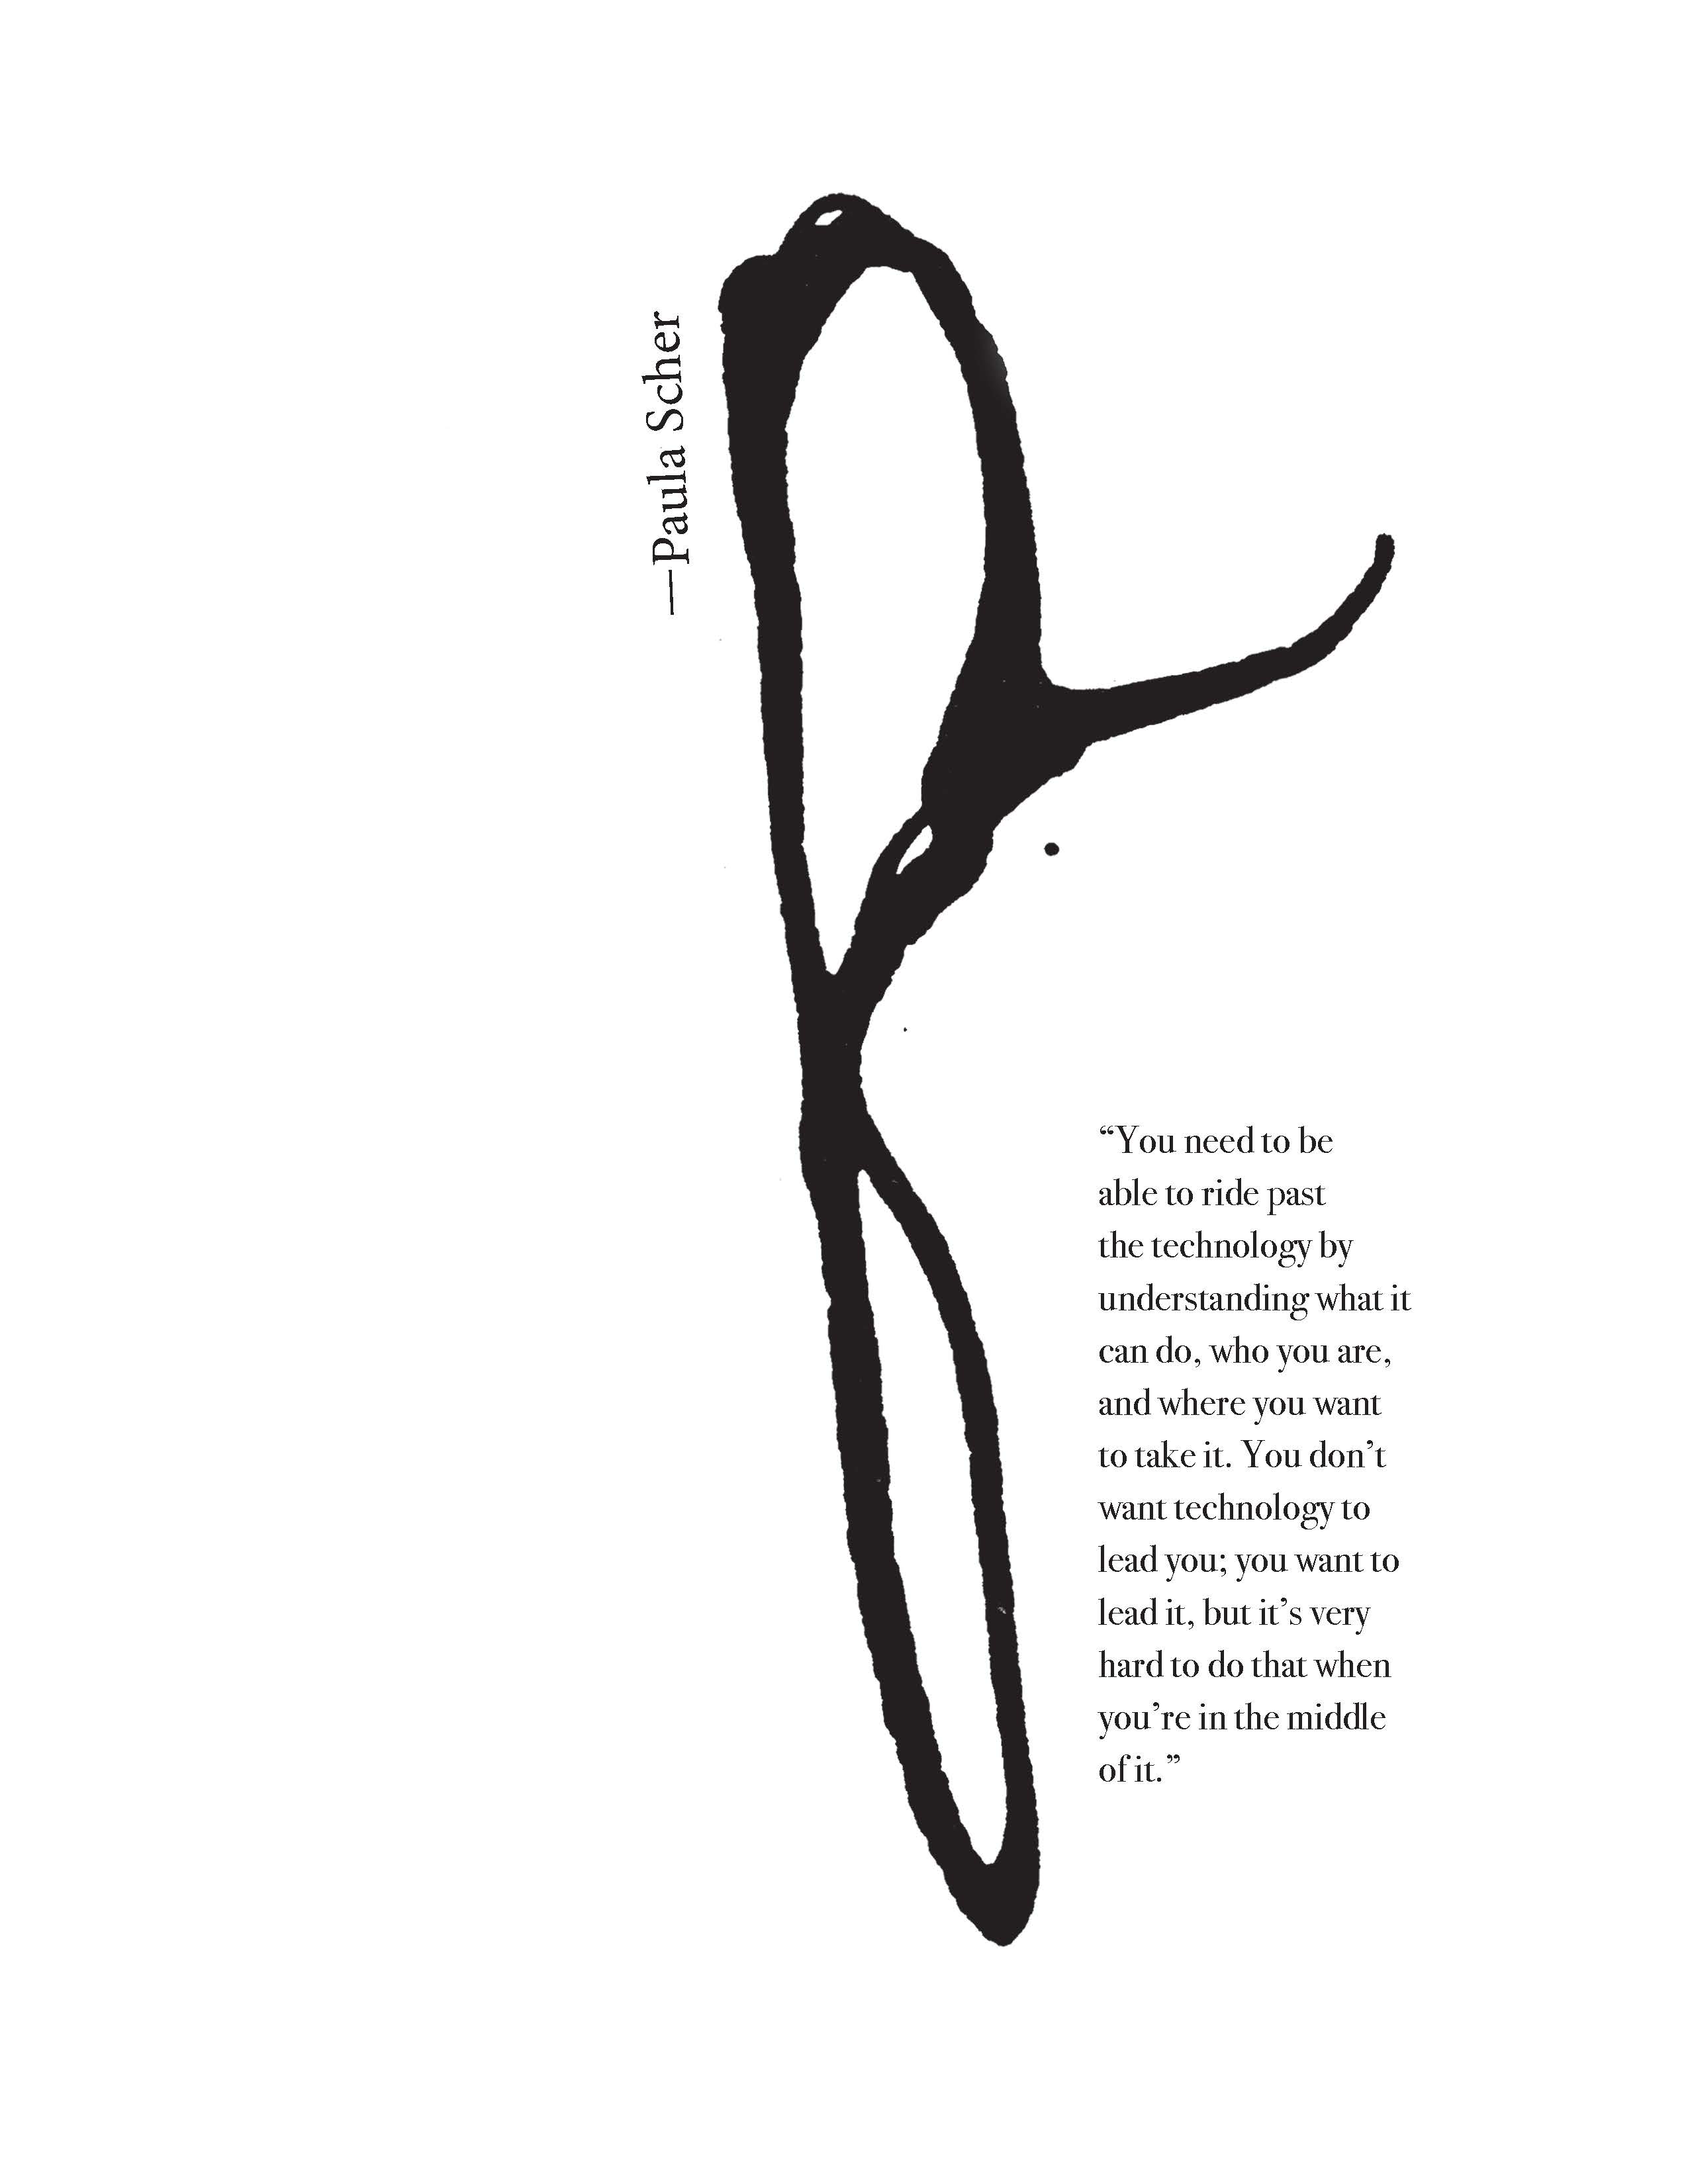 —Paula Scher
“You need to be
able to ride past
the technology by
understanding what it
can do, who you are,
and where you want
to take it. You don’t
want technology to
lead you; you want to
lead it, but it’s very
hard to do that when
you’re in the middle
of it.”